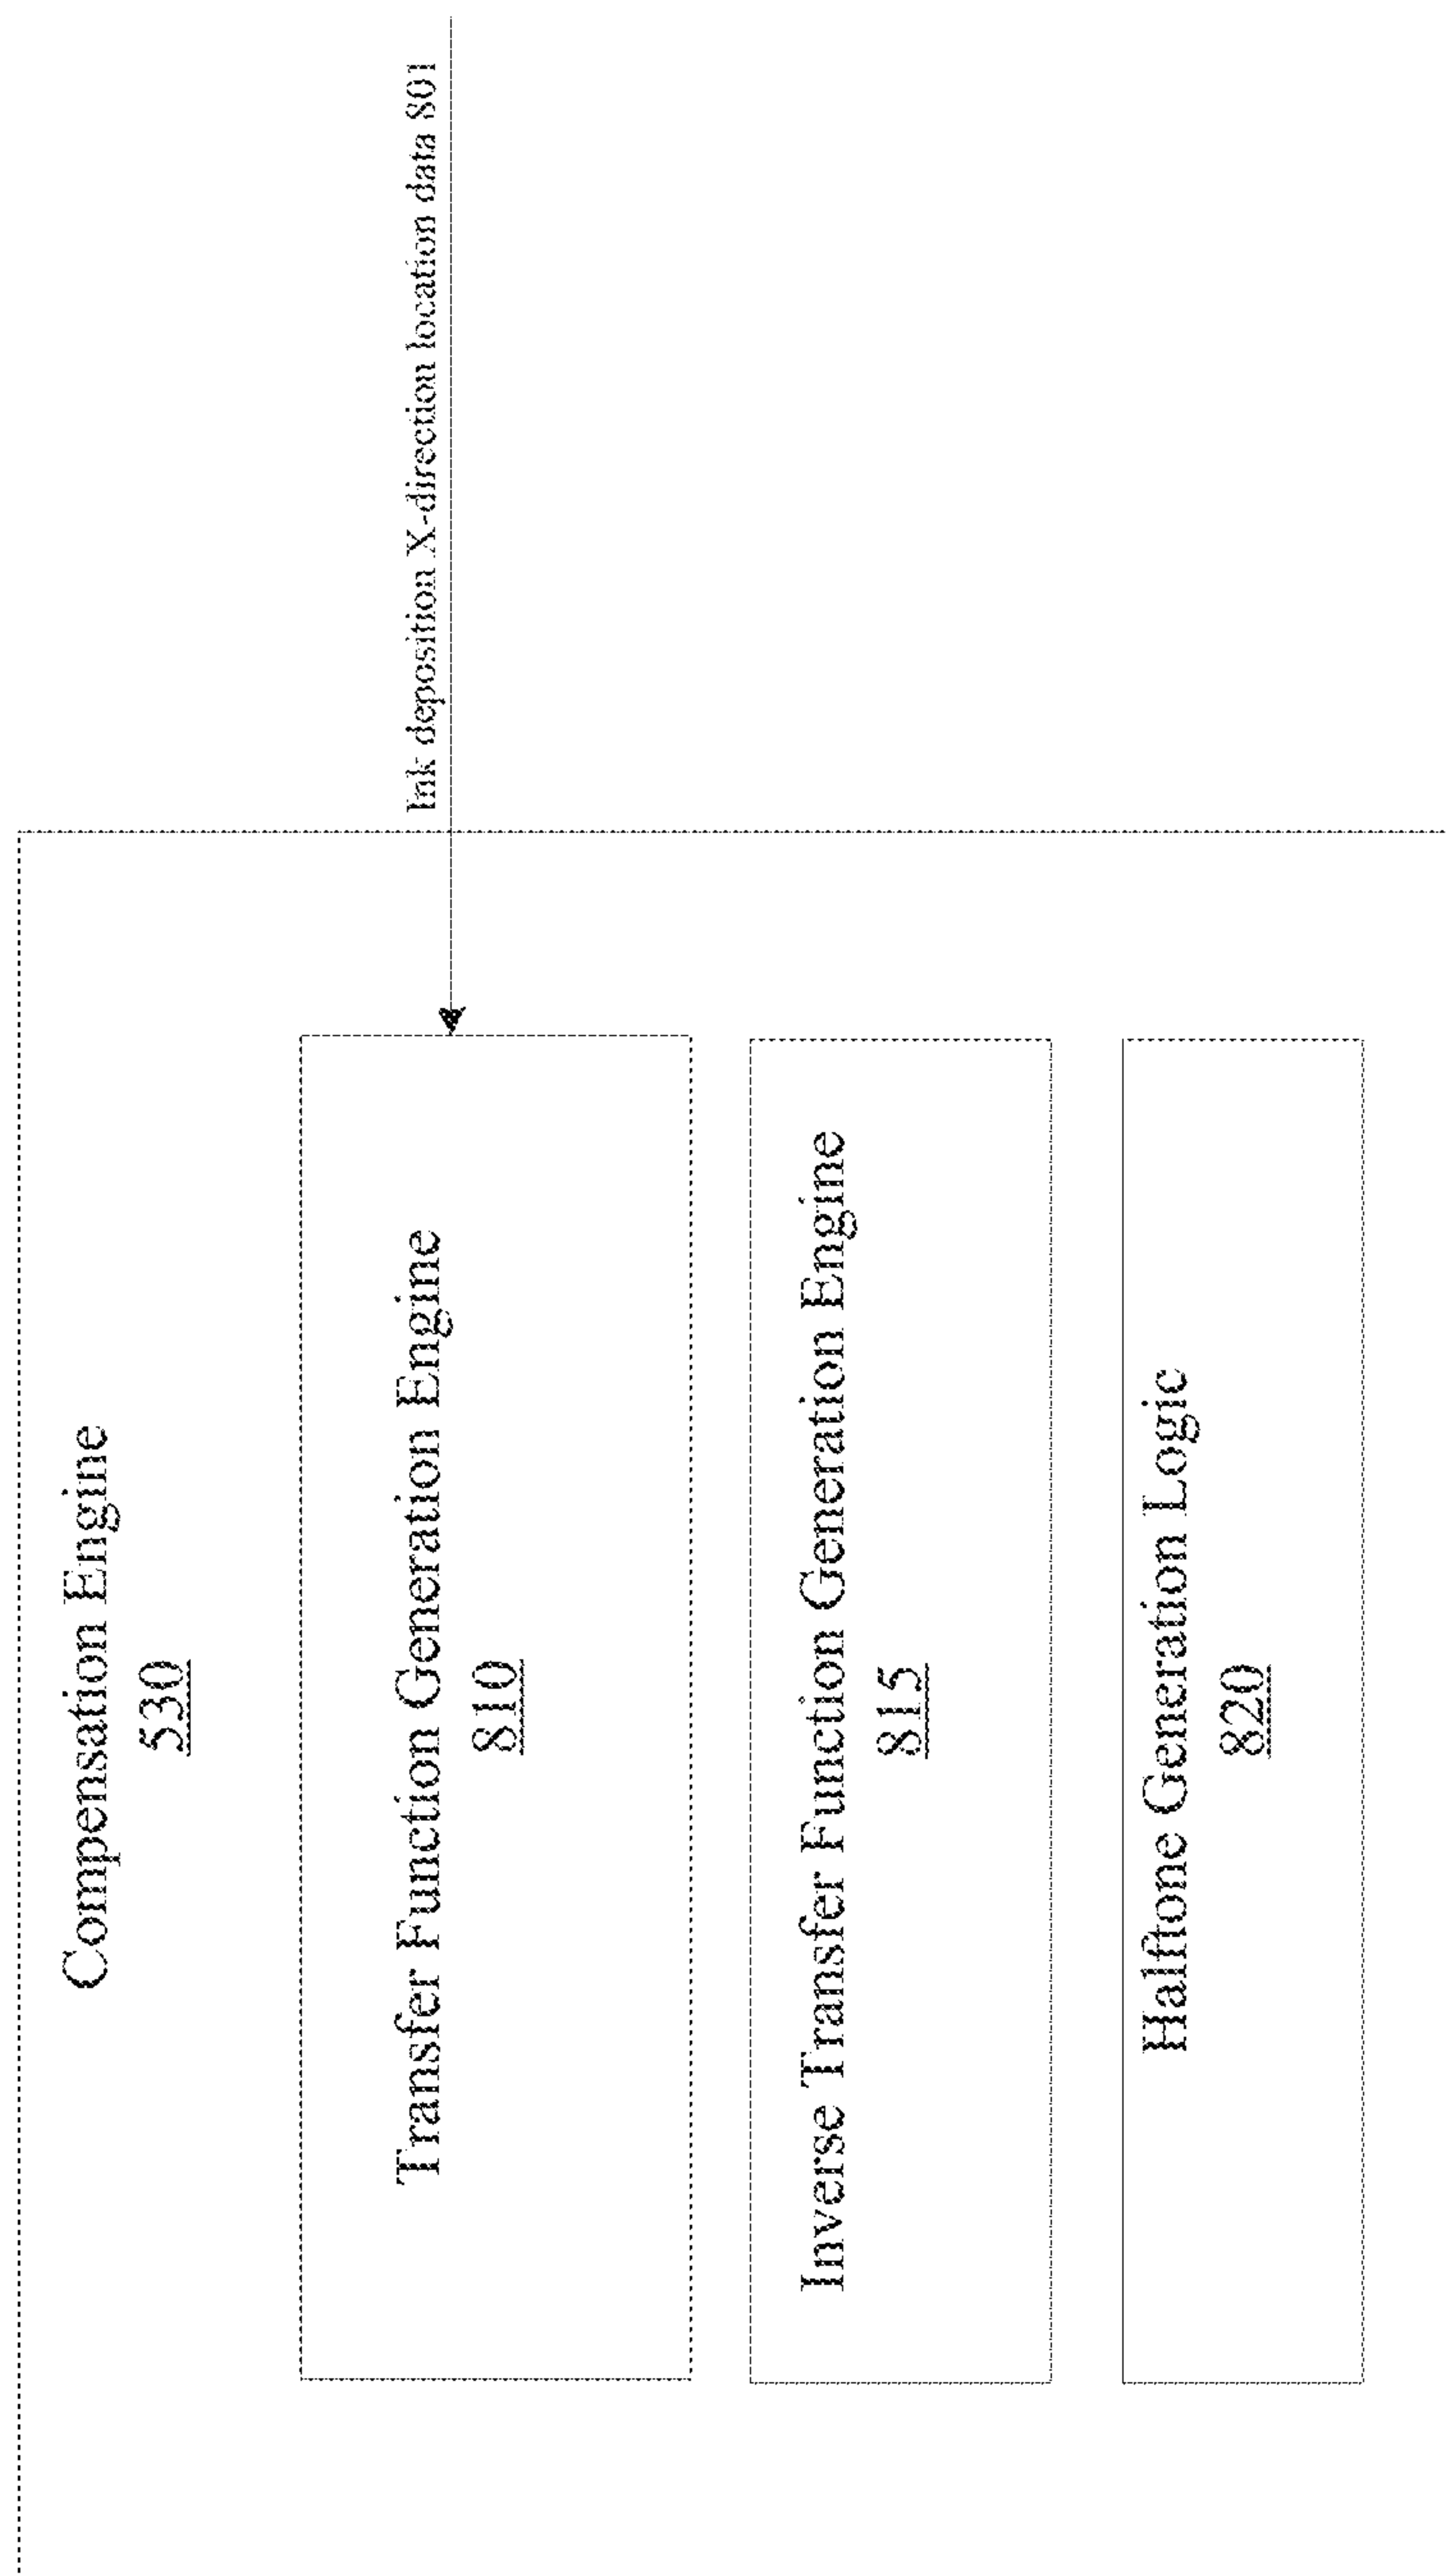 Compensation Engine
530
Ink deposition X-direction location data 801
Transfer Function Generation Engine
810
Inverse Transfer Function Generation Engine
815
Halftone Generation Logic
820